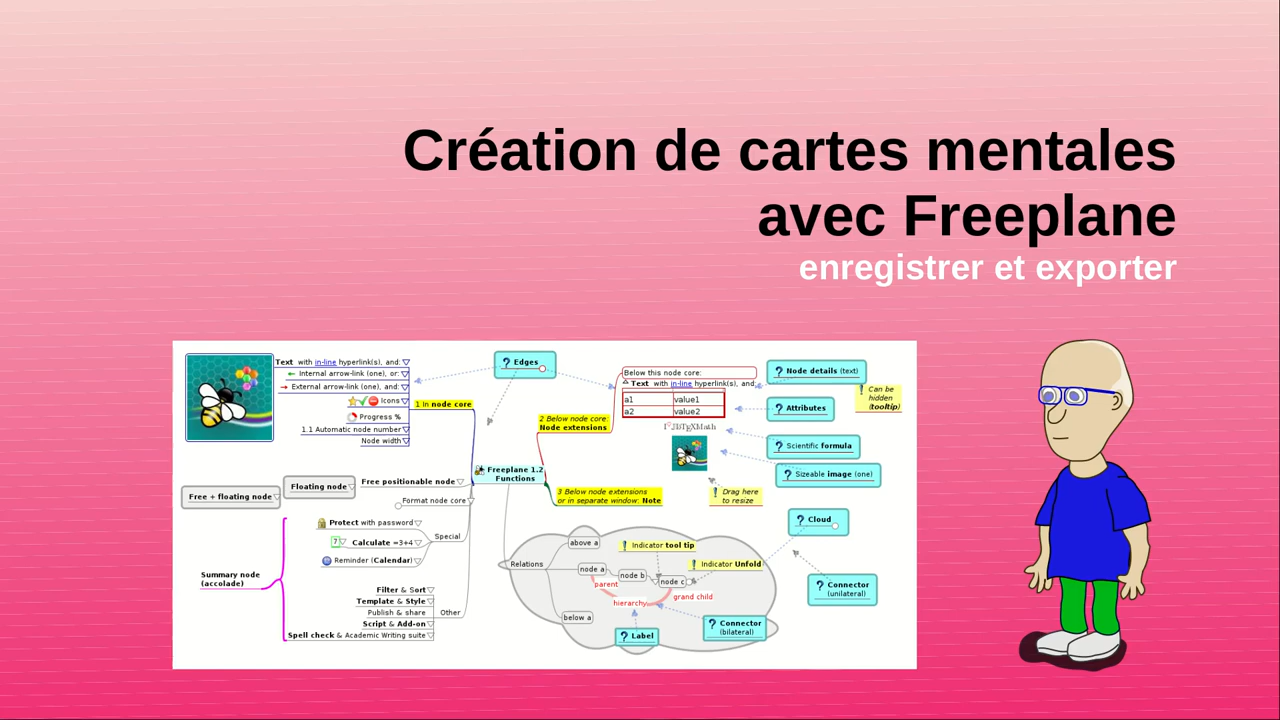 Création de cartes mentales
avec Freeplane
enregistrer et exporter
Text with in-line hyperlink(s), and:
Internal arrow-link (one), or:
External arrow-link (one), and:
Icons
Progress %
1.1 Automatic node number
Node width
1 In node core
Edges
Below this node core:
Text with in-line hyperlink(s), and:
a1 value1
a2 value2
2 Below node core:
Node extensions
Node details (text)
Can be
hidden
(tooltip)
Attributes
Scientific formula
Sizeable image (one)
Drag here
to resize
Freeplane 1.2
Functions
3 Below node extensions
or in separate window: Note
Free positionable node
Floating node
Free + floating node
Format node core
Protect with password
Calculate =3+4
Reminder (Calendar)
Special
Summary node
(accolade)
Filter & Sort
Template & Style
Publish & share
Script & Add-on
Spell check & Academic Writing suite
Other
Relations
above a
node a
node b
node c
below a
parent
hierarchy
grand child
Indicator tool tip
Indicator Unfold
Cloud
Connector
(unilateral)
Connector
(bilateral)
Label